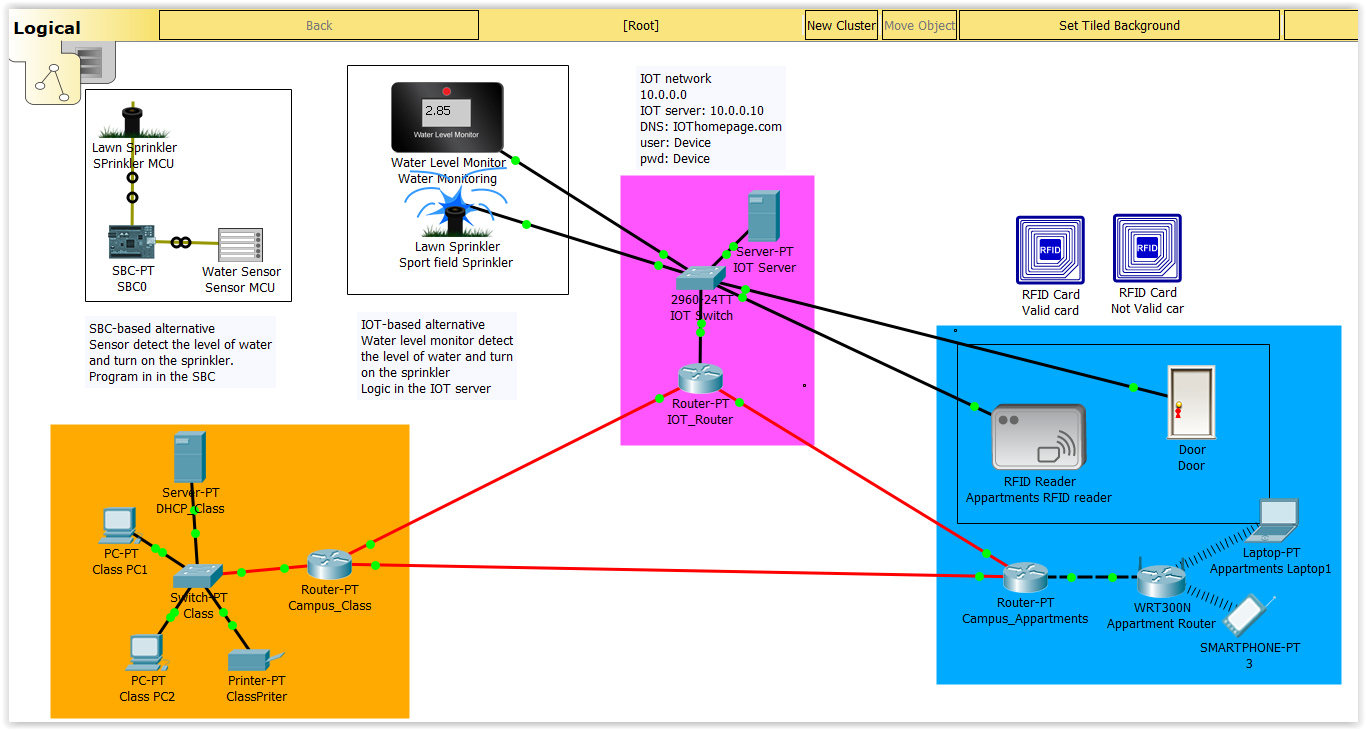 Logical
Back
[Root]
New Cluster
Move Object
Set Tiled Background
Lawn Sprinkler
SPrinkler MCU
SBC-PT
SBC0
Water Sensor
Sensor MCU
SBC-based alternative
Sensor detect the level of water
and turn on the sprinkler.
Program in in the SBC
2.85
Water Level Monitor
Water Level Monitor
Water Monitoring
Lawn Sprinkler
Sport field Sprinkler
IOT-based alternative
Water level monitor detect
the level of water and turn
on the sprinkler
Logic in the IOT server
IOT network
10.0.0.0
IOT server: 10.0.0.10
DNS: IOThomepage.com
user: Device
pwd: Device
Server-PT
IOT Server
2960-24TT
IOT Switch
Router-PT
IOT_Router
RFID
RFID Card
Valid card
RFID
RFID Card
Not Valid car
RFID Reader
Appartments RFID reader
Door
Door
Laptop-PT
Appartments Laptop1
WRT300N
Appartment Router
SMARTPHONE-PT
3
Router-PT
Campus_Appartments
Server-PT
DHCP_Class
PC-PT
Class PC1
Switch-PT
Class
Router-PT
Campus_Class
PC-PT
Class PC2
Printer-PT
ClassPriter